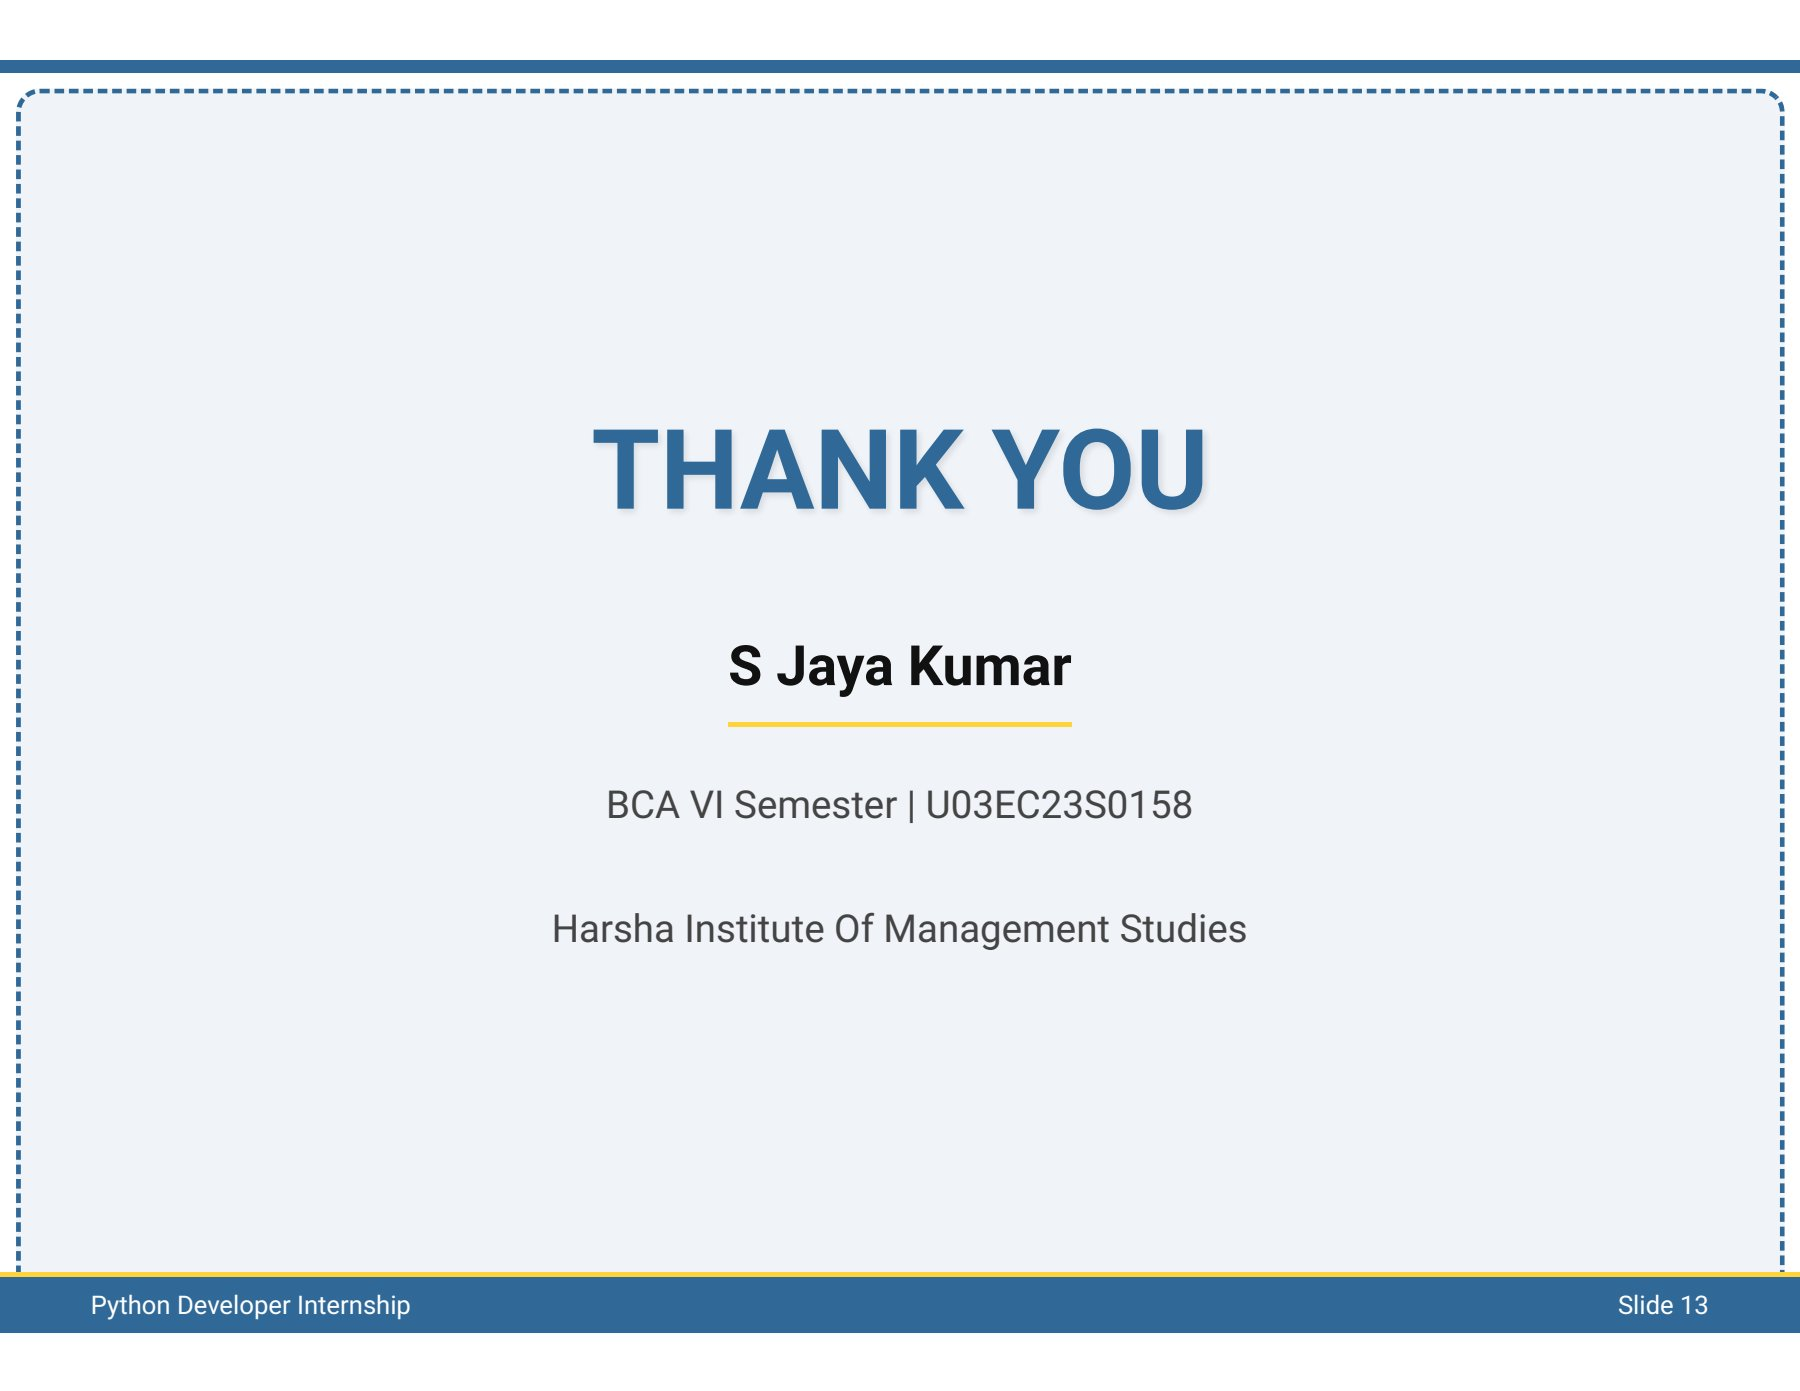 THANK YOU
S Jaya Kumar
BCA VI Semester | U03EC23S0158
Harsha Institute Of Management Studies
Python Developer Internship
Slide 13